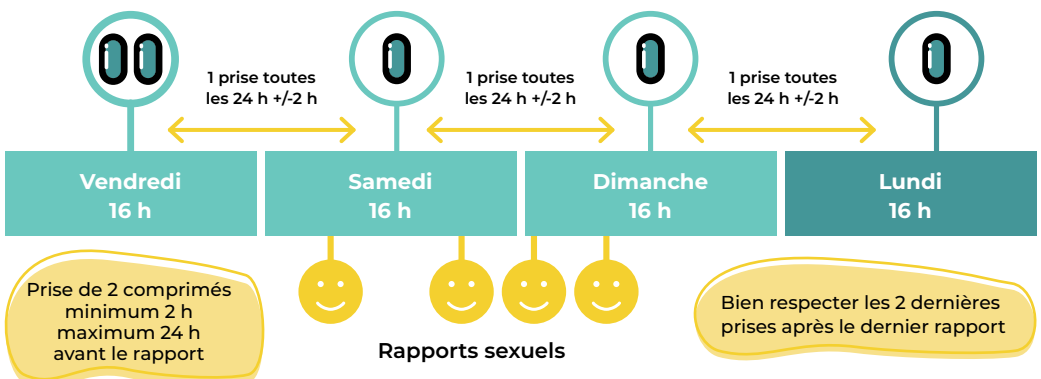 1 prise toutes
les 24 h +/-2 h
1 prise toutes
les 24 h +/-2 h
1 prise toutes
les 24 h +/-2 h
Vendredi
16 h
Samedi
16 h
Dimanche
16 h
Lundi
16 h
Prise de 2 comprimés
minimum 2 h
maximum 24 h
avant le rapport
Rapports sexuels
Bien respecter les 2 dernières
prises après le dernier rapport